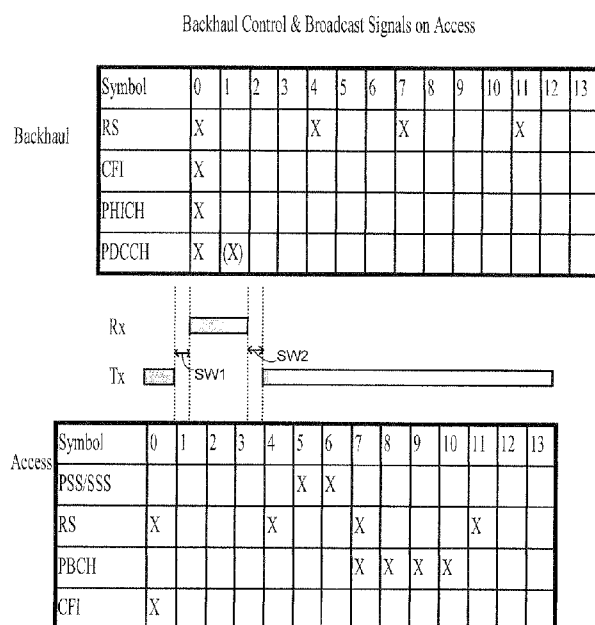 Backhaul Control & Broadcast Signals on Access
Symbol 0 1 2 3 4 5 6 7 8 9 10 11 12 13
Backhaul
RS X X X X
CFI X
PHICH X
PDCCH X (X)
Rx
SW2
Tx SW1
Symbol 0 1 2 3 4 5 6 7 8 9 10 11 12 13
Access
PSS/SSS X X
RS X X X X
PBCH X X X X
CFI X